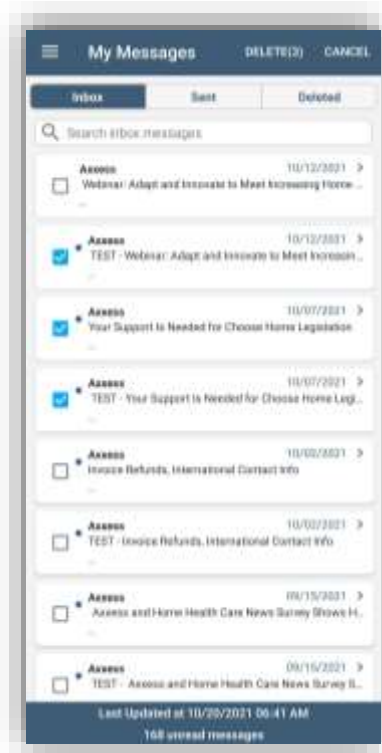 My Messages DELETE(3) CANCEL
Inbox Sent Deleted
Search inbox messages
Axxess 10/12/2021
Webinar: Adapt and Innovate to Meet Increasing Home ...
...
Axxess 10/12/2021
TEST - Webinar: Adapt and Innovate to Meet Increasin...
...
Axxess 10/07/2021
Your Support Is Needed for Choose Home Legislation
...
Axxess 10/07/2021
TEST - Your Support Is Needed for Choose Home Legi...
...
Axxess 10/02/2021
Invoice Refunds, International Contact Info
...
Axxess 10/02/2021
TEST - Invoice Refunds, International Contact Info
...
Axxess 09/15/2021
Axxess and Home Health Care News Survey Shows H...
...
Axxess 09/15/2021
TEST - Axxess and Home Health Care News Survey S...
Last Updated at 10/20/2021 06:41 AM
168 unread messages